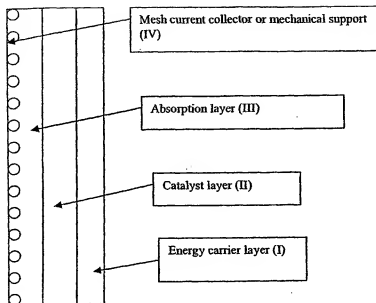 Mesh current collector or mechanical support
(IV)
Absorption layer (III)
Catalyst layer (II)
Energy carrier layer (I)